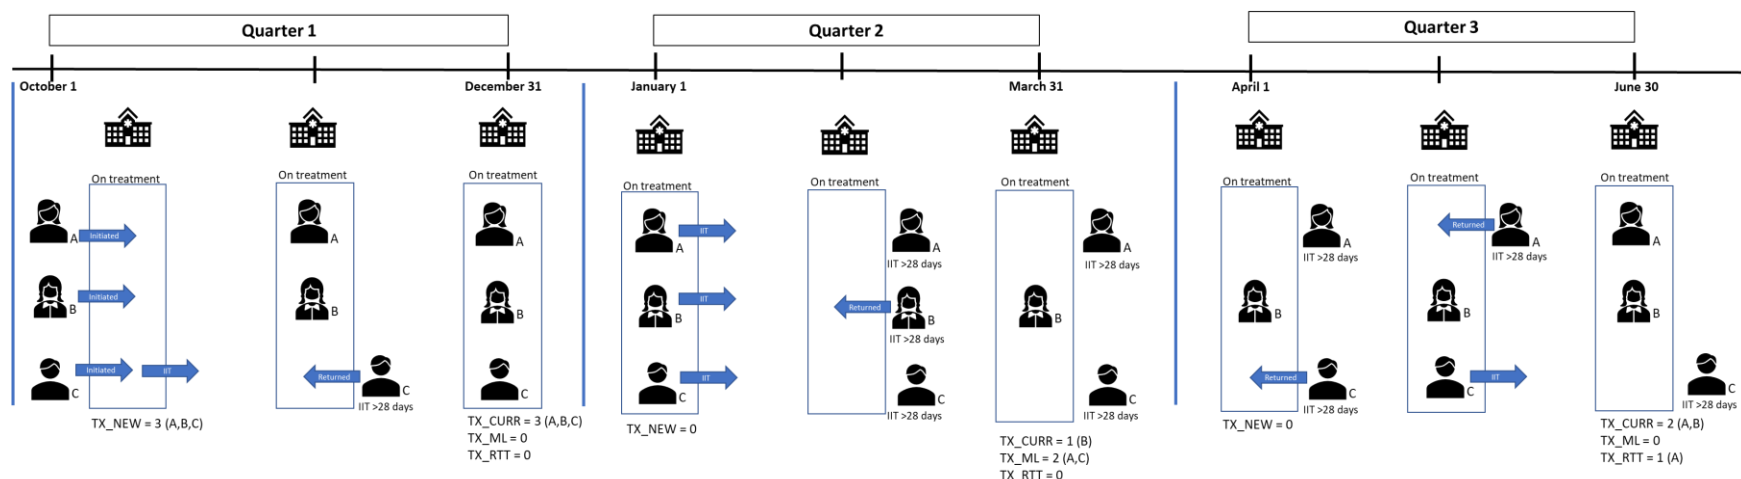 Quarter 1
Quarter 2
Quarter 3
October 1
December 31
January 1
March 31
April 1
June 30
On treatment
On treatment
On treatment
A
Initiated
B
Initiated
C
Initiated
IIT
A
B
Returned
C
IIT >28 days
A
B
C
TX_NEW = 3 (A,B,C)
TX_CURR = 3 (A,B,C)
TX_ML = 0
TX_RTT = 0
On treatment
On treatment
On treatment
A
IIT
B
IIT
C
IIT
A
IIT >28 days
Returned
B
IIT >28 days
C
IIT >28 days
A
IIT >28 days
B
C
IIT >28 days
TX_NEW = 0
TX_CURR = 1 (B)
TX_ML = 2 (A,C)
TX_RTT = 0
On treatment
On treatment
On treatment
A
IIT >28 days
B
Returned
C
IIT >28 days
Returned
A
IIT >28 days
B
C
IIT
A
B
C
IIT >28 days
TX_NEW = 0
TX_CURR = 2 (A,B)
TX_ML = 0
TX_RTT = 1 (A)